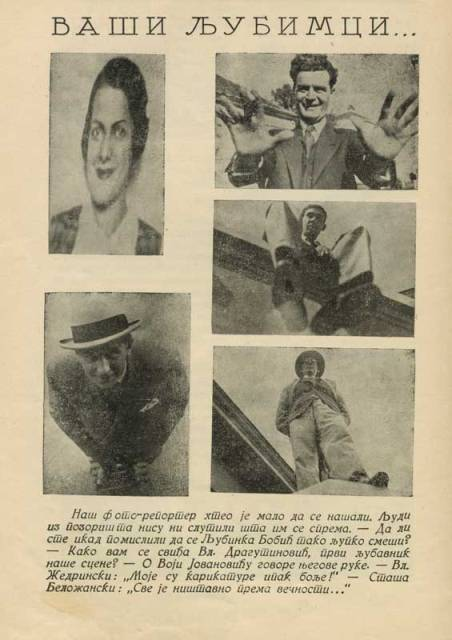 ВАШИ ЉУБИМЦИ...
Наш фото-репортер хтео је мало да се нашали. Људи
из позоришта нису ни слутили шта им се спрема. — Да ли
сте икад помислили да се Љубинка Бобић тако љупко смеши?
— Како вам се свиђа Вл. Драгутиновић, први љубавник
наше сцене? — О Воји Јовановићу говоре његове руке. — Вл.
Жедрински: „Моје су карикатуре ипак боље!" — Сташа
Беложански: „Све је ништавно према вечности..."